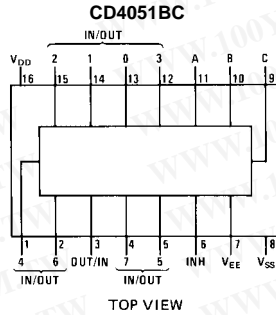 CD4051BC
IN/OUT
V_DD 2 1 0 3 A B C
16 15 14 13 12 11 10 9
1 2 3 4 5 6 7 8
4 6 OUT/IN 7 5 INH V_EE V_SS
IN/OUT IN/OUT
TOP VIEW